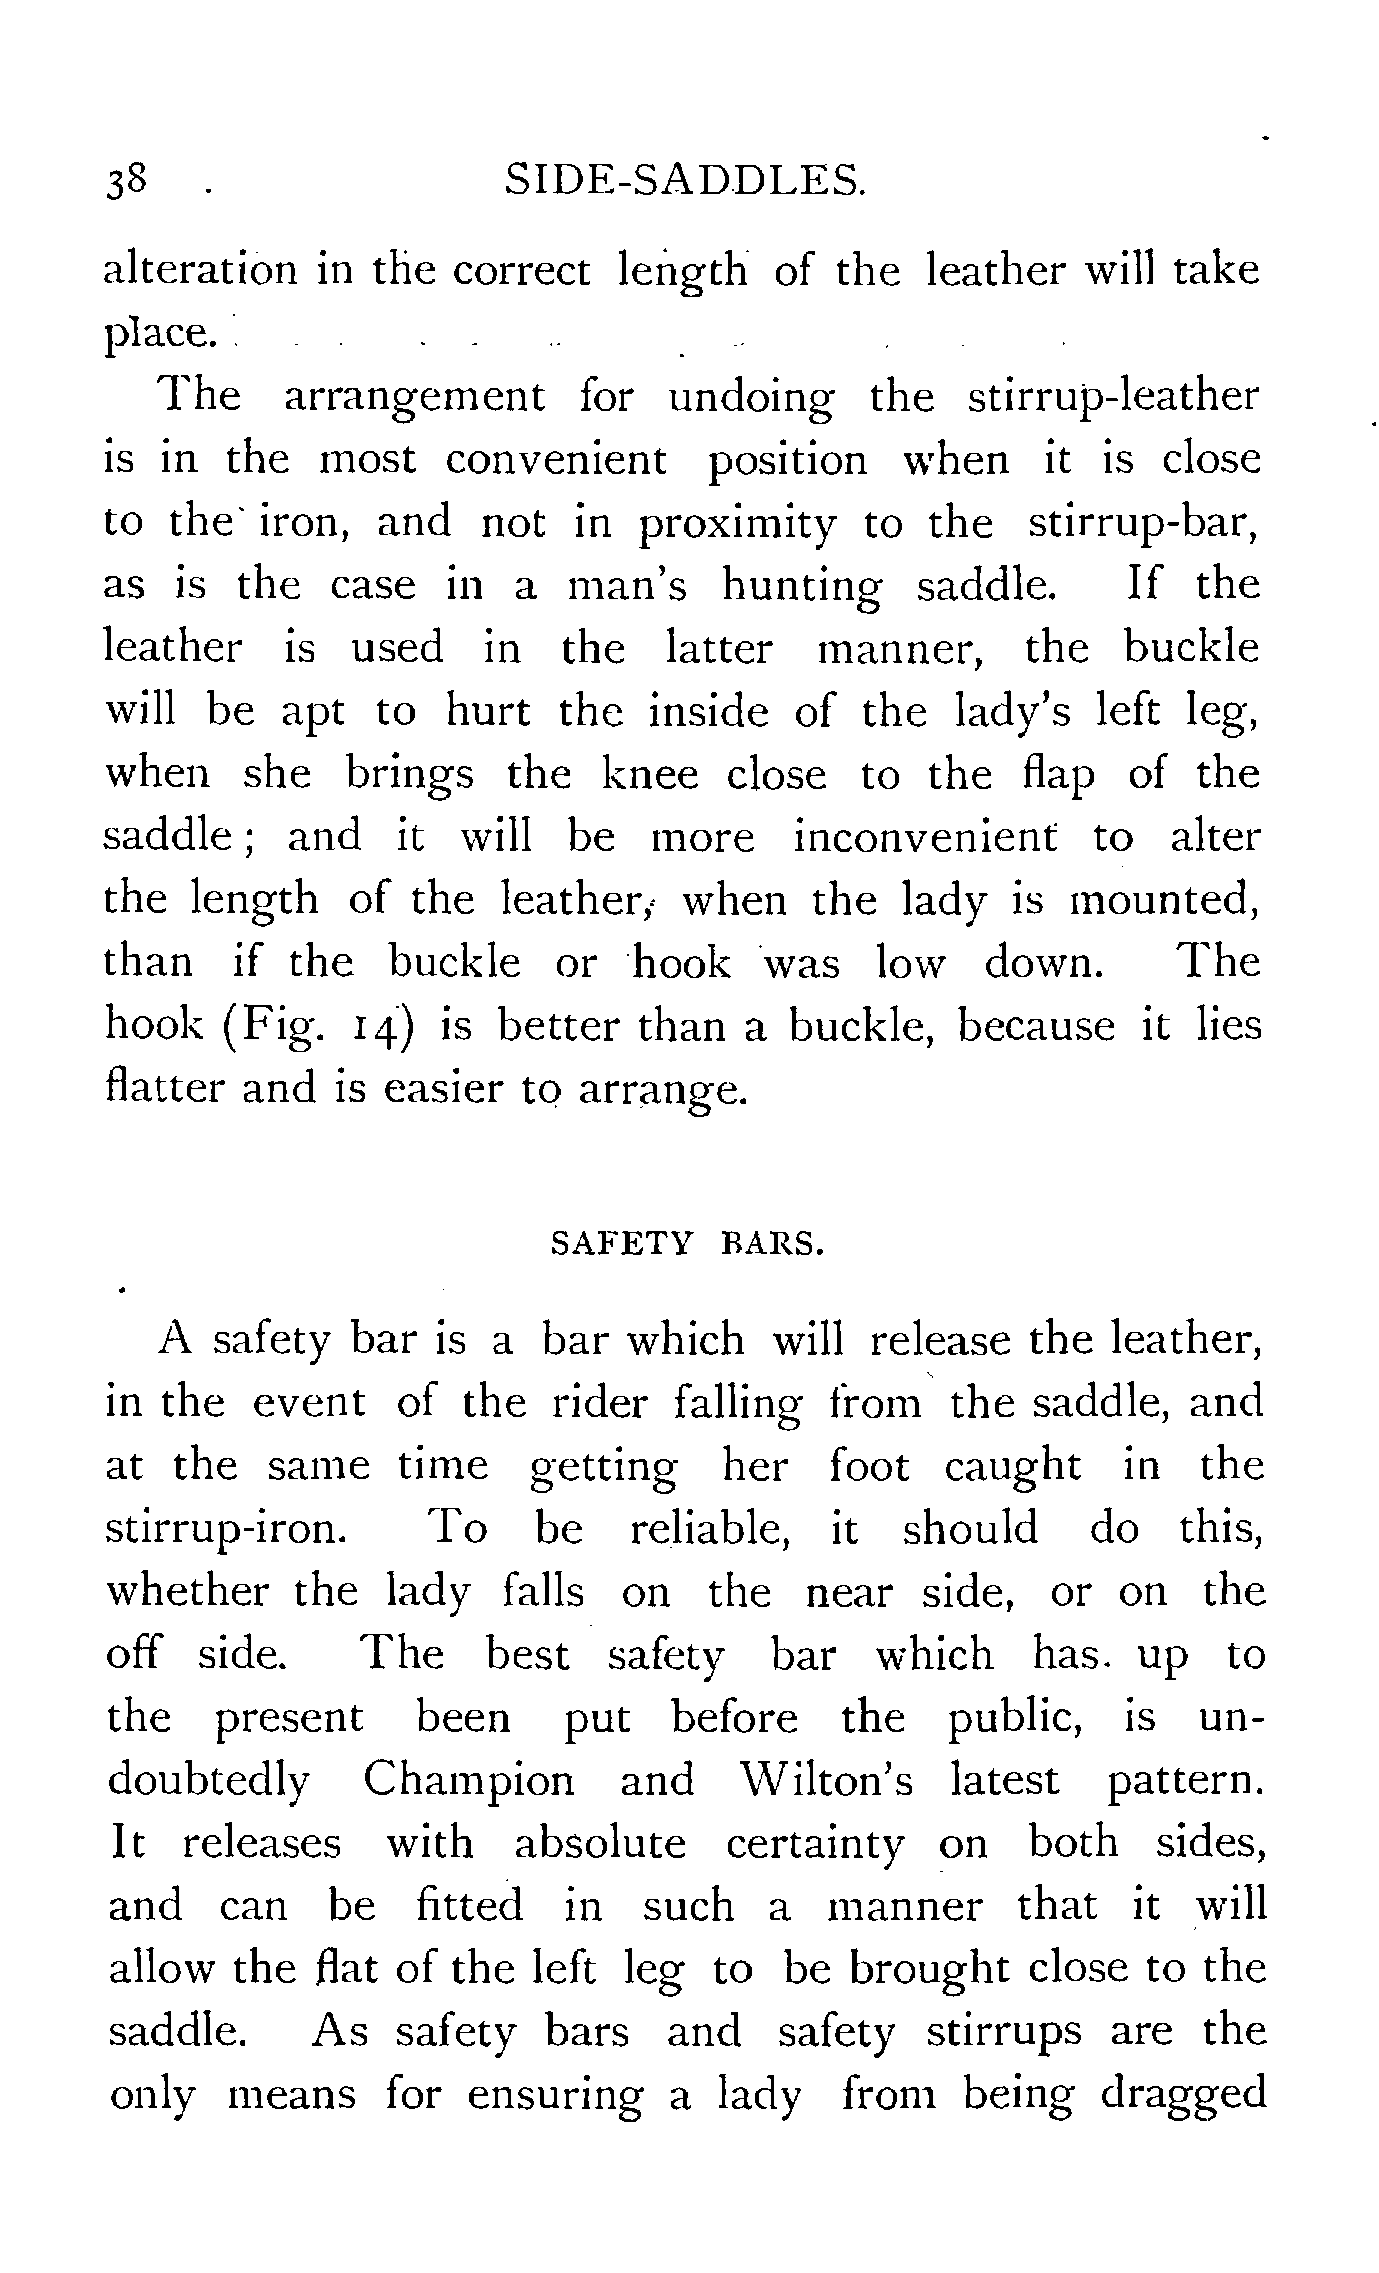 38 SIDE-SADDLES.
alteration in the correct length of the leather will take
place.
The arrangement for undoing the stirrup-leather
is in the most convenient position when it is close
to the iron, and not in proximity to the stirrup-bar,
as is the case in a man's hunting saddle. If the
leather is used in the latter manner, the buckle
will be apt to hurt the inside of the lady's left leg,
when she brings the knee close to the flap of the
saddle ; and it will be more inconvenient to alter
the length of the leather, when the lady is mounted,
than if the buckle or hook was low down. The
hook (Fig. 14) is better than a buckle, because it lies
flatter and is easier to arrange.
SAFETY BARS.
A safety bar is a bar which will release the leather,
in the event of the rider falling from the saddle, and
at the same time getting her foot caught in the
stirrup-iron. To be reliable, it should do this,
whether the lady falls on the near side, or on the
off side. The best safety bar which has. up to
the present been put before the public, is un-
doubtedly Champion and Wilton's latest pattern.
It releases with absolute certainty on both sides,
and can be fitted in such a manner that it will
allow the flat of the left leg to be brought close to the
saddle. As safety bars and safety stirrups are the
only means for ensuring a lady from being dragged